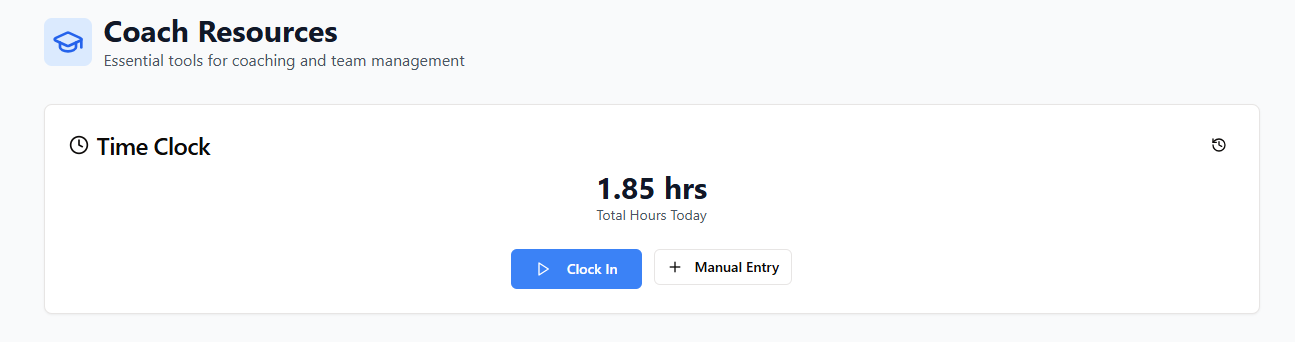 Coach Resources
Essential tools for coaching and team management
Time Clock
1.85 hrs
Total Hours Today
Clock In
Manual Entry